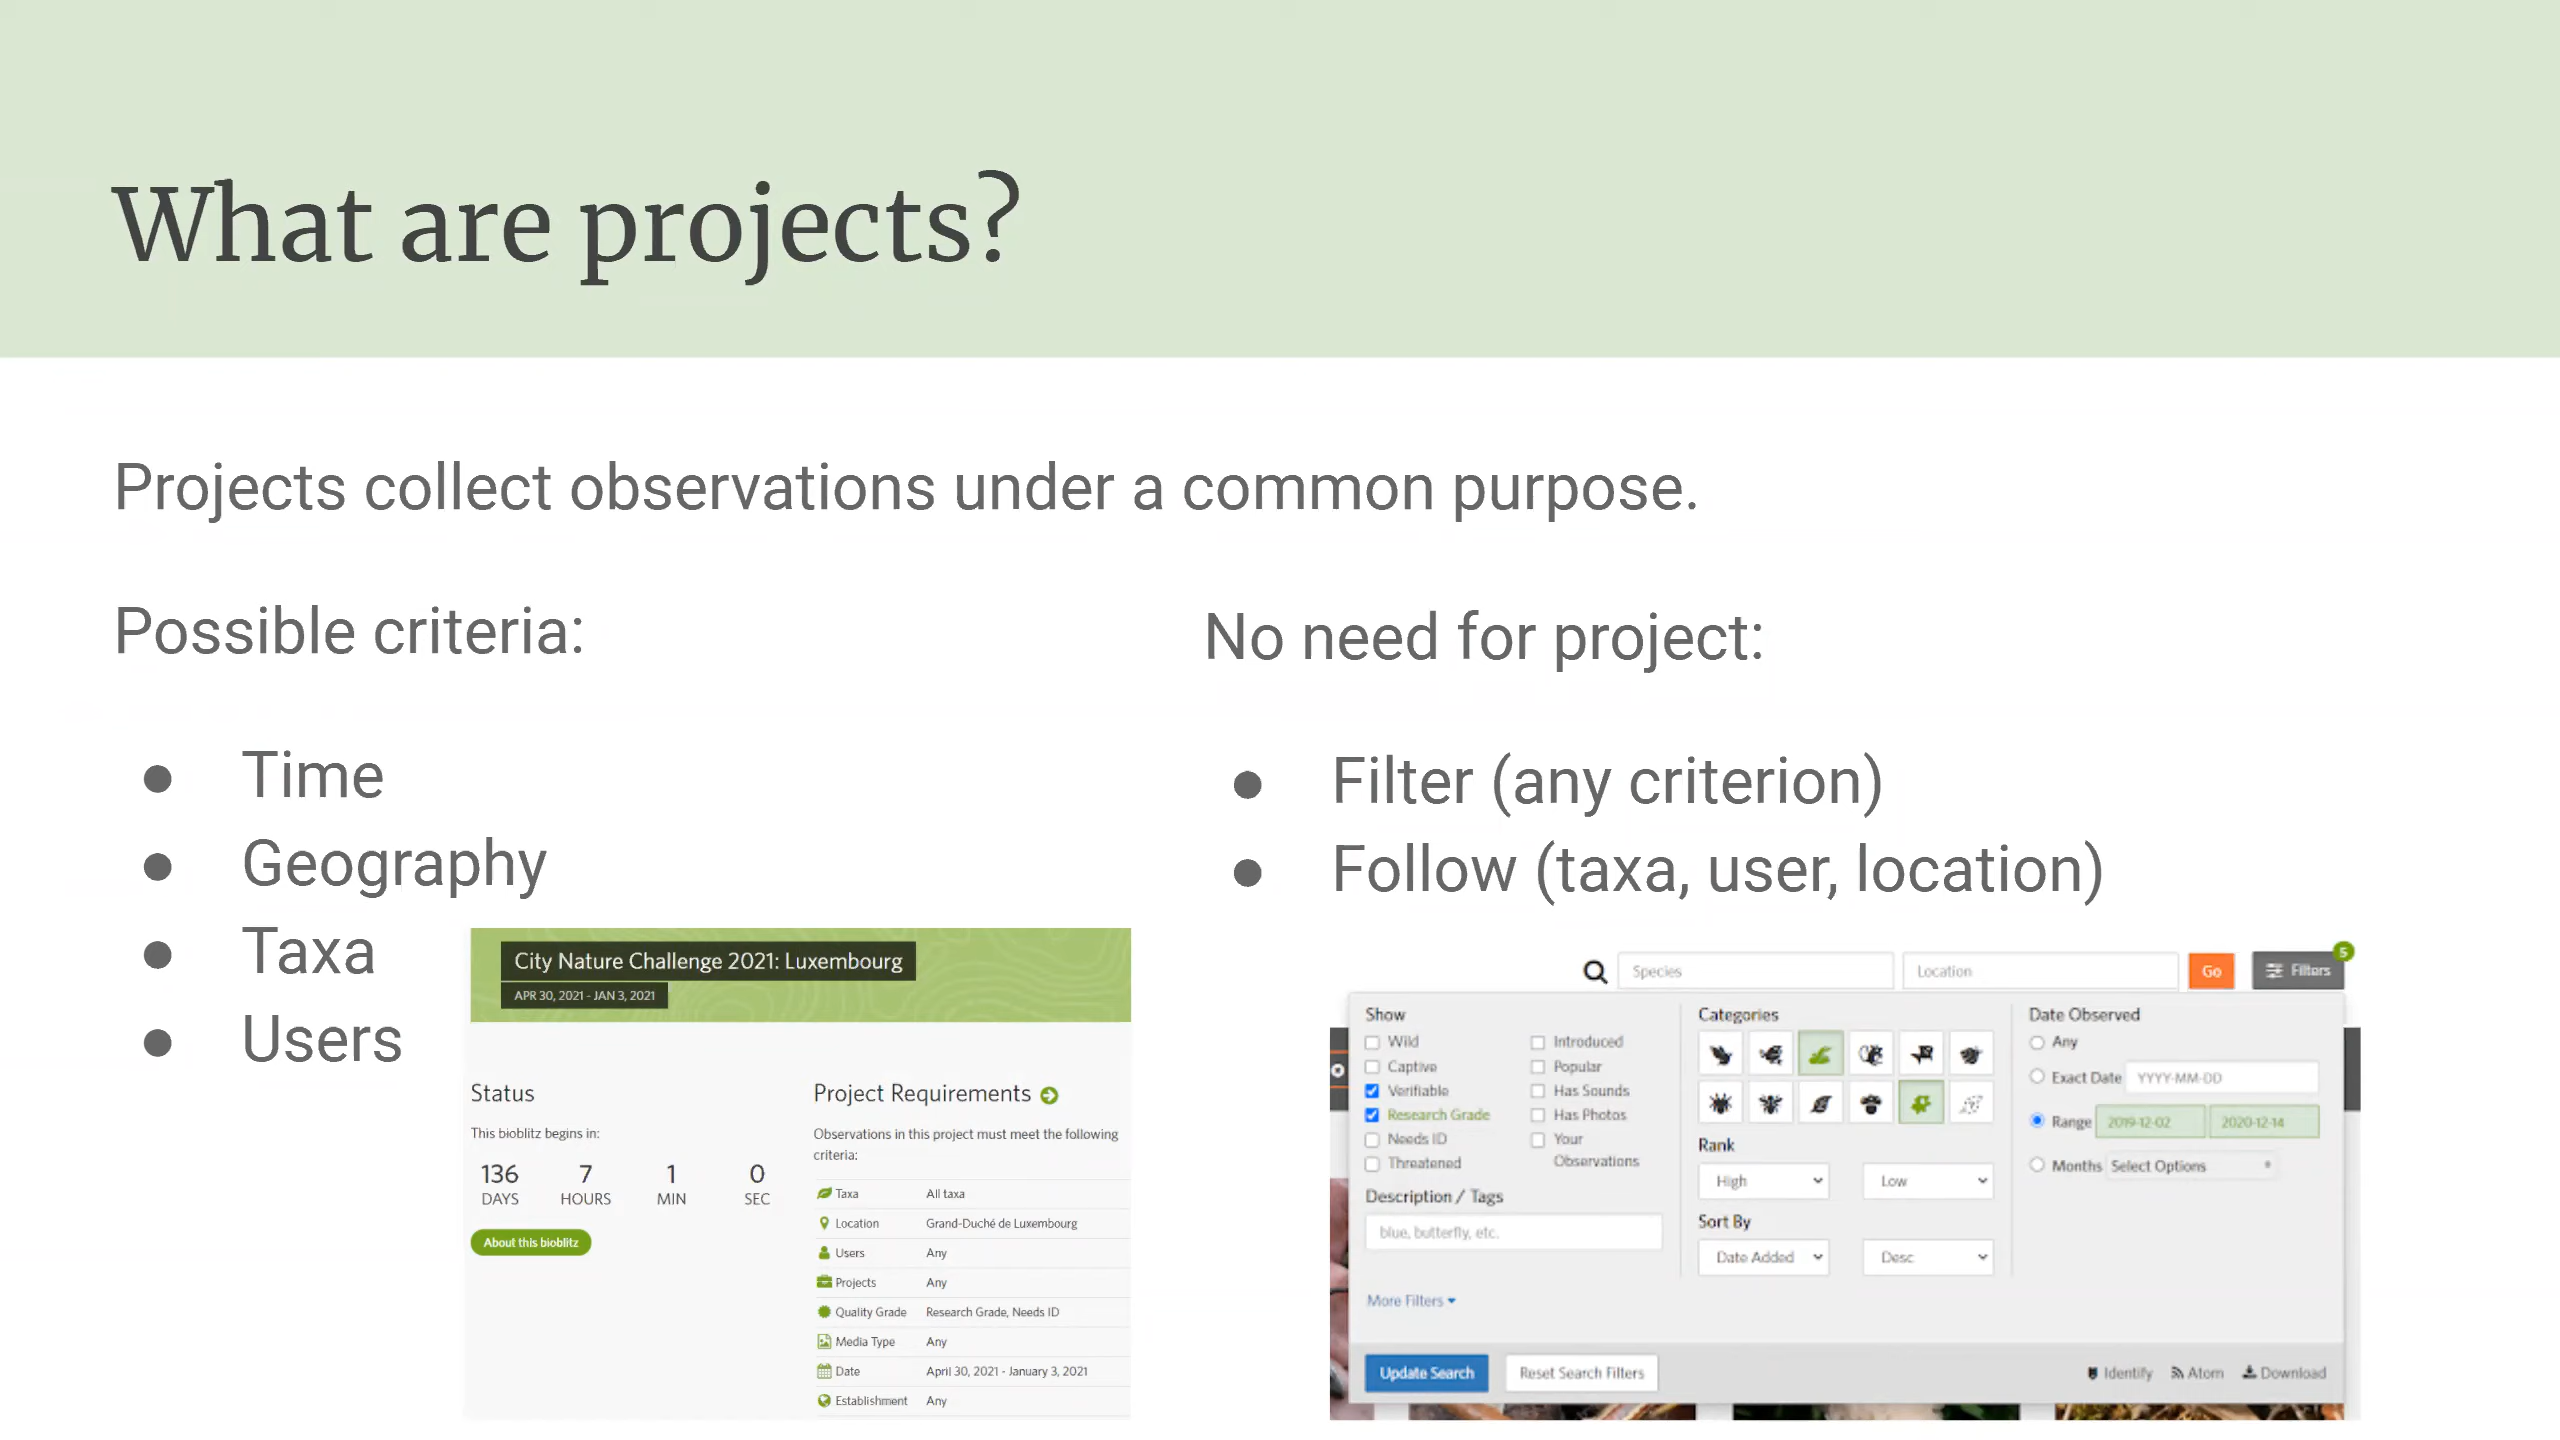 What are projects?
Projects collect observations under a common purpose.
Possible criteria:
● Time
● Geography
● Taxa
● Users
No need for project:
● Filter (any criterion)
● Follow (taxa, user, location)
City Nature Challenge 2021: Luxembourg
APR 30, 2021 - JAN 3, 2021
Status
This bioblitz begins in:
136 7 1 0
DAYS HOURS MIN SEC
About this bioblitz
Project Requirements
Observations in this project must meet the following
criteria:
Taxa All taxa
Location Grand-Duché de Luxembourg
Users Any
Projects Any
Quality Grade Research Grade, Needs ID
Media Type Any
Date April 30, 2021 - January 3, 2021
Establishment Any
Species Location Go Filters 5
Show
Wild Introduced
Captive Popular
Verifiable Has Sounds
Research Grade Has Photos
Needs ID Your
Threatened Observations
Description / Tags
blue, butterfly, etc.
More Filters
Categories
Rank
High Low
Sort By
Date Added Desc
Date Observed
Any
Exact Date YYYY-MM-DD
Range 2019-12-02 2020-12-14
Months Select Options
Update Search Reset Search Filters Identify Atom Download